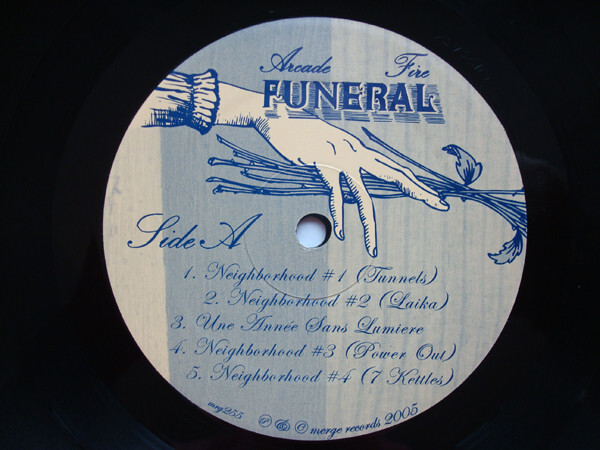 Arcade Fire
FUNERAL
Side A
1. Neighborhood #1 (Tunnels)
2. Neighborhood #2 (Laika)
3. Une Année Sans Lumiere
4. Neighborhood #3 (Power Out)
5. Neighborhood #4 (7 Kettles)
mrg255
℗ © merge records 2005